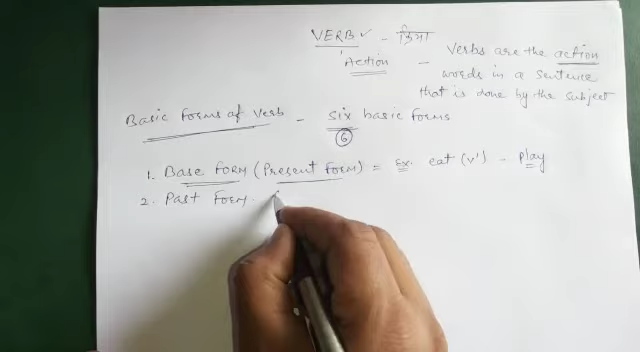 VERB - क्रिया
Action - Verbs are the action
words in a sentence
that is done by the subject
Basic forms of Verb - six basic forms
6
1. Base Form (Present Form) = Ex. eat (v¹) - Play
2. Past Form.